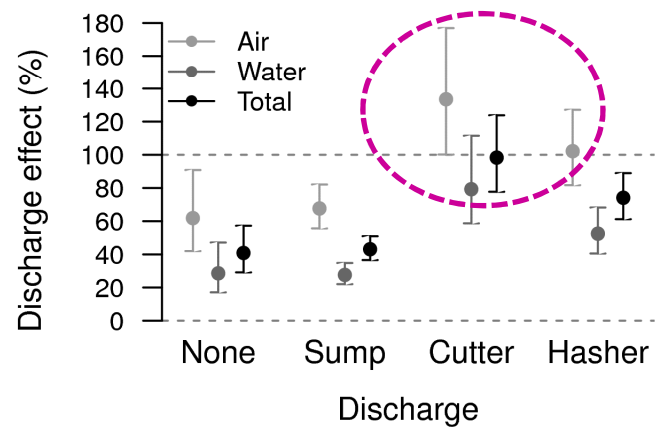 Discharge effect (%)
180
160
140
120
100
80
60
40
20
0
Air
Water
Total
None Sump Cutter Hasher
Discharge